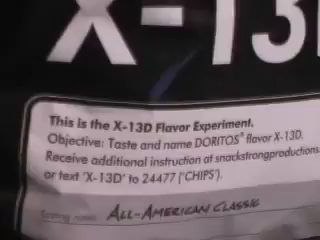 X-13D
This is the X-13D Flavor Experiment.
Objective: Taste and name DORITOS® flavor X-13D.
Receive additional instruction at snackstrongproductions
or text 'X-13D' to 24477 ('CHIPS').
ALL-AMERICAN CLASSIC